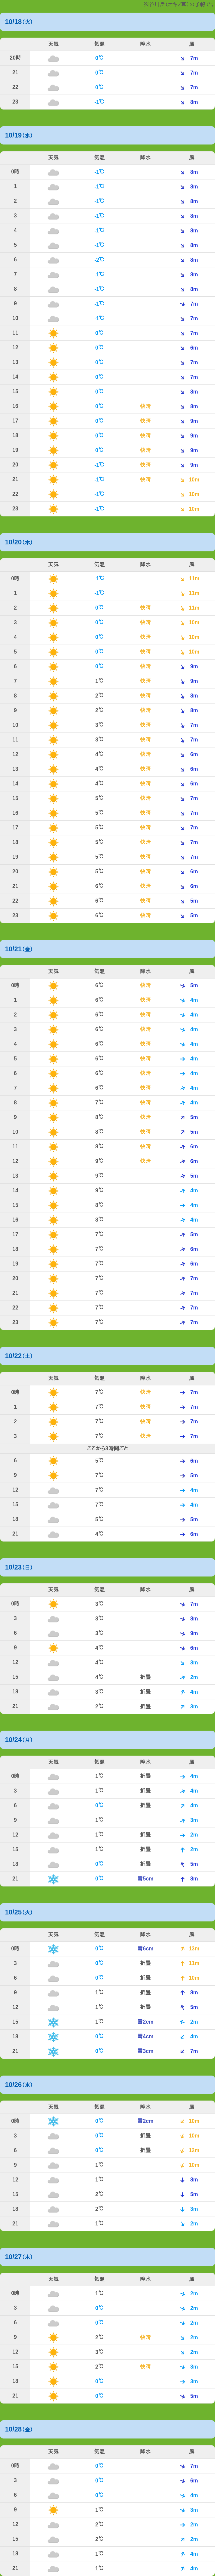 10/18(火)
天気 気温 降水 風
20時 0℃ 7m
21 0℃ 7m
22 0℃ 7m
23 -1℃ 8m
10/19(水)
天気 気温 降水 風
0時 -1℃ 8m
1 -1℃ 8m
2 -1℃ 8m
3 -1℃ 8m
4 -1℃ 8m
5 -1℃ 8m
6 -2℃ 8m
7 -1℃ 8m
8 -1℃ 8m
9 -1℃ 7m
10 -1℃ 7m
11 0℃ 7m
12 0℃ 6m
13 0℃ 7m
14 0℃ 7m
15 0℃ 8m
16 0℃ 快晴 8m
17 0℃ 快晴 9m
18 0℃ 快晴 9m
19 0℃ 快晴 9m
20 -1℃ 快晴 9m
21 -1℃ 快晴 10m
22 -1℃ 10m
23 -1℃ 10m
10/20(木)
天気 気温 降水 風
0時 -1℃ 11m
1 -1℃ 11m
2 0℃ 快晴 11m
3 0℃ 快晴 10m
4 0℃ 快晴 10m
5 0℃ 快晴 10m
6 0℃ 快晴 9m
7 1℃ 快晴 9m
8 2℃ 快晴 8m
9 2℃ 快晴 8m
10 3℃ 快晴 7m
11 3℃ 快晴 7m
12 4℃ 快晴 6m
13 4℃ 快晴 6m
14 4℃ 快晴 6m
15 5℃ 快晴 7m
16 5℃ 快晴 7m
17 5℃ 快晴 7m
18 5℃ 快晴 7m
19 5℃ 快晴 7m
20 5℃ 快晴 6m
21 6℃ 快晴 6m
22 6℃ 快晴 5m
23 6℃ 快晴 5m
10/21(金)
天気 気温 降水 風
0時 6℃ 快晴 5m
1 6℃ 快晴 4m
2 6℃ 快晴 4m
3 6℃ 快晴 4m
4 6℃ 快晴 4m
5 6℃ 快晴 4m
6 6℃ 快晴 4m
7 6℃ 快晴 4m
8 7℃ 快晴 4m
9 8℃ 快晴 5m
10 8℃ 快晴 5m
11 8℃ 快晴 6m
12 9℃ 快晴 6m
13 9℃ 5m
14 9℃ 4m
15 8℃ 4m
16 8℃ 4m
17 7℃ 5m
18 7℃ 6m
19 7℃ 6m
20 7℃ 7m
21 7℃ 7m
22 7℃ 7m
23 7℃ 7m
10/22(土)
天気 気温 降水 風
0時 7℃ 快晴 7m
1 7℃ 快晴 7m
2 7℃ 快晴 7m
3 7℃ 快晴 7m
ここから3時間ごと
6 5℃ 6m
9 7℃ 5m
12 7℃ 4m
15 7℃ 4m
18 5℃ 5m
21 4℃ 6m
10/23(日)
天気 気温 降水 風
0時 3℃ 7m
3 3℃ 8m
6 3℃ 9m
9 4℃ 6m
12 4℃ 3m
15 4℃ 折曇 2m
18 3℃ 折曇 4m
21 2℃ 折曇 3m
10/24(月)
天気 気温 降水 風
0時 1℃ 折曇 4m
3 1℃ 折曇 4m
6 0℃ 折曇 4m
9 1℃ 3m
12 1℃ 折曇 2m
15 1℃ 折曇 2m
18 0℃ 折曇 5m
21 0℃ 雪5cm 8m
10/25(火)
天気 気温 降水 風
0時 0℃ 雪6cm 13m
3 0℃ 折曇 11m
6 0℃ 折曇 10m
9 1℃ 折曇 8m
12 1℃ 折曇 5m
15 1℃ 雪2cm 2m
18 0℃ 雪4cm 4m
21 0℃ 雪3cm 7m
10/26(水)
天気 気温 降水 風
0時 0℃ 雪2cm 10m
3 0℃ 折曇 10m
6 0℃ 折曇 12m
9 1℃ 10m
12 1℃ 8m
15 2℃ 5m
18 2℃ 3m
21 1℃ 2m
10/27(木)
天気 気温 降水 風
0時 1℃ 2m
3 0℃ 2m
6 0℃ 2m
9 2℃ 快晴 2m
12 3℃ 2m
15 2℃ 快晴 3m
18 0℃ 3m
21 0℃ 5m
10/28(金)
天気 気温 降水 風
0時 0℃ 7m
3 0℃ 6m
6 0℃ 4m
9 1℃ 3m
12 2℃ 2m
15 2℃ 2m
18 1℃ 4m
21 1℃ 4m